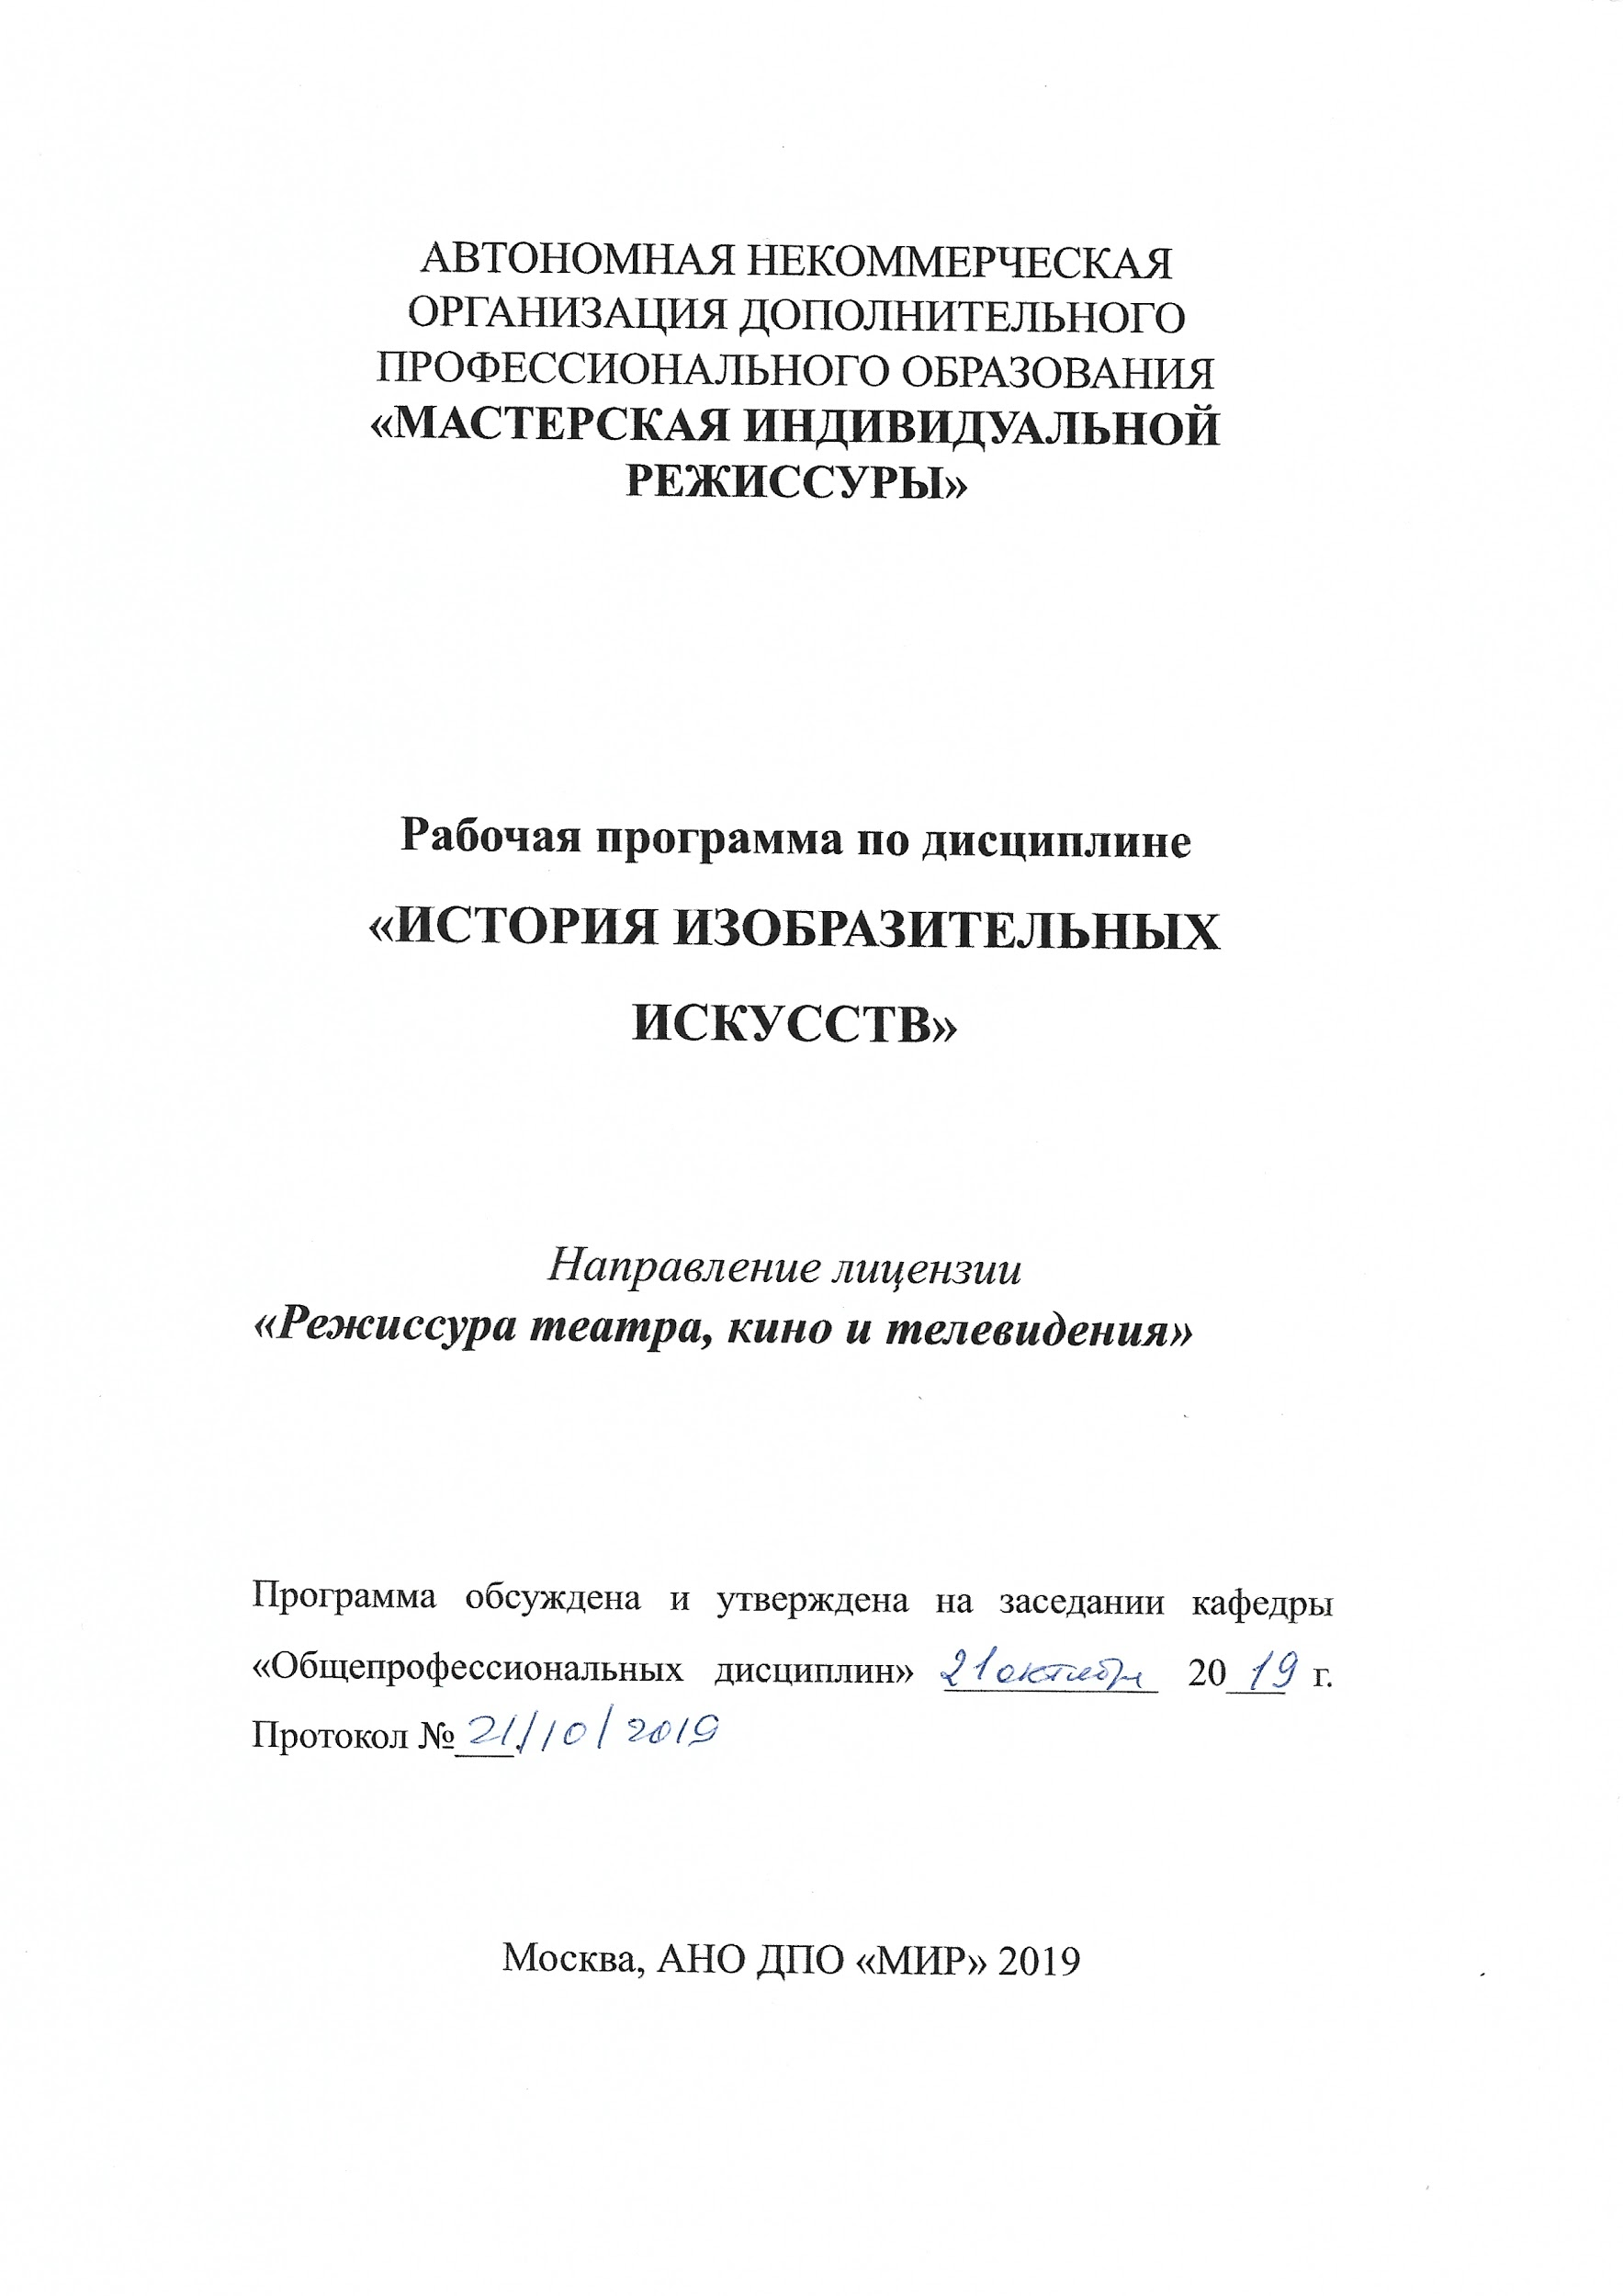 АВТОНОМНАЯ НЕКОММЕРЧЕСКАЯ
ОРГАНИЗАЦИЯ ДОПОЛНИТЕЛЬНОГО
ПРОФЕССИОНАЛЬНОГО ОБРАЗОВАНИЯ
«МАСТЕРСКАЯ ИНДИВИДУАЛЬНОЙ
РЕЖИССУРЫ»
Рабочая программа по дисциплине
«ИСТОРИЯ ИЗОБРАЗИТЕЛЬНЫХ
ИСКУССТВ»
Направление лицензии
«Режиссура театра, кино и телевидения»
Программа обсуждена и утверждена на заседании кафедры
«Общепрофессиональных дисциплин» 21 октября 2019 г.
Протокол № 21/10/2019
Москва, АНО ДПО «МИР» 2019